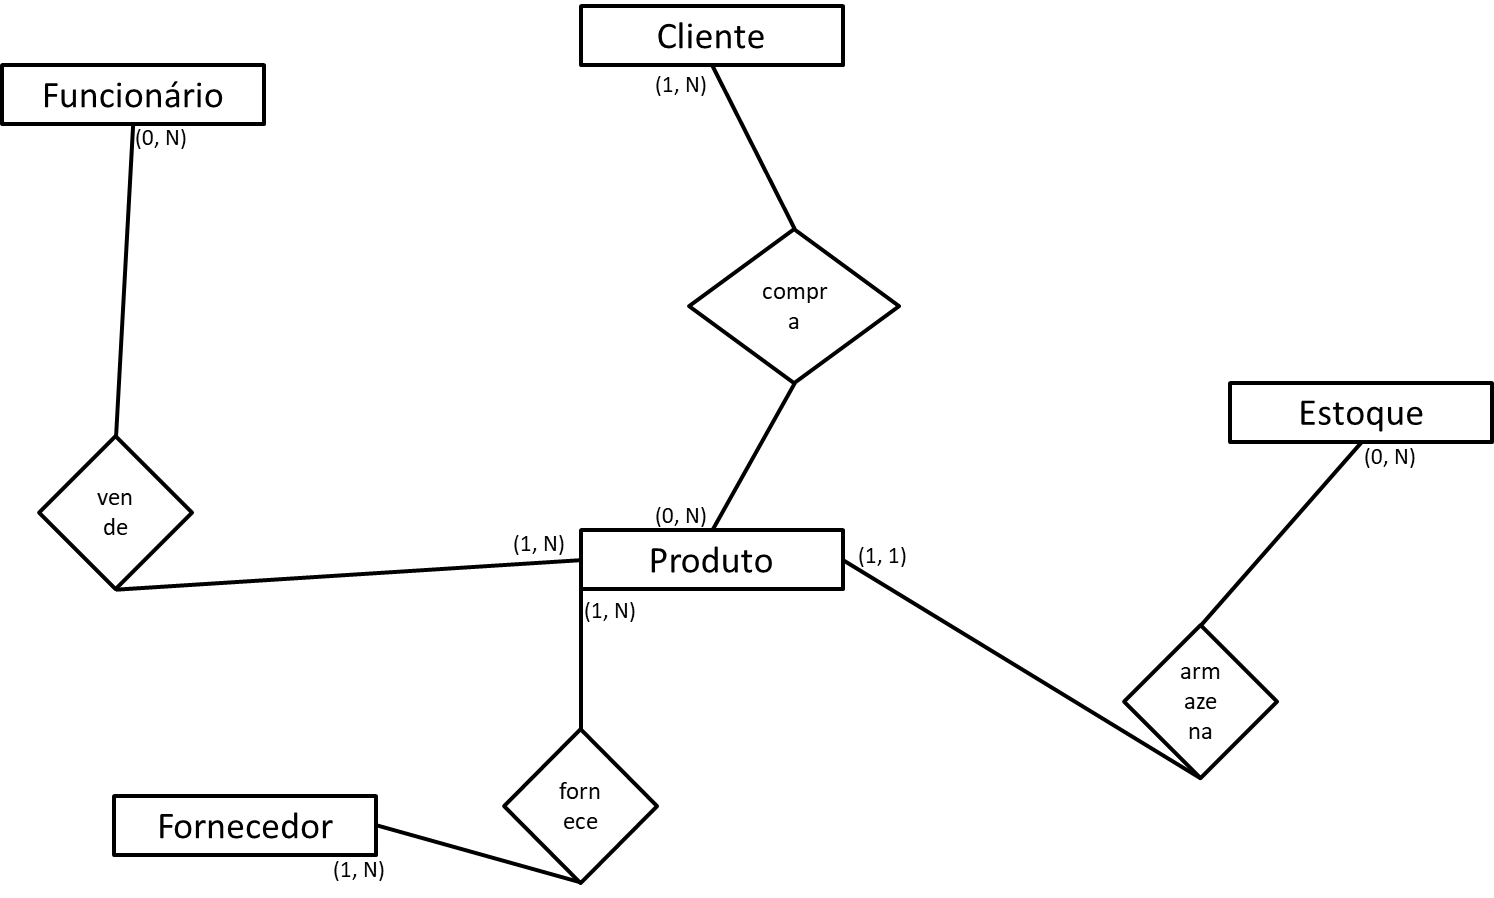 Cliente
(1, N)
Funcionário
(0, N)
compr
a
Estoque
(0, N)
ven
de
(0, N)
(1, N)
Produto
(1, 1)
(1, N)
arm
aze
na
forn
ece
Fornecedor
(1, N)